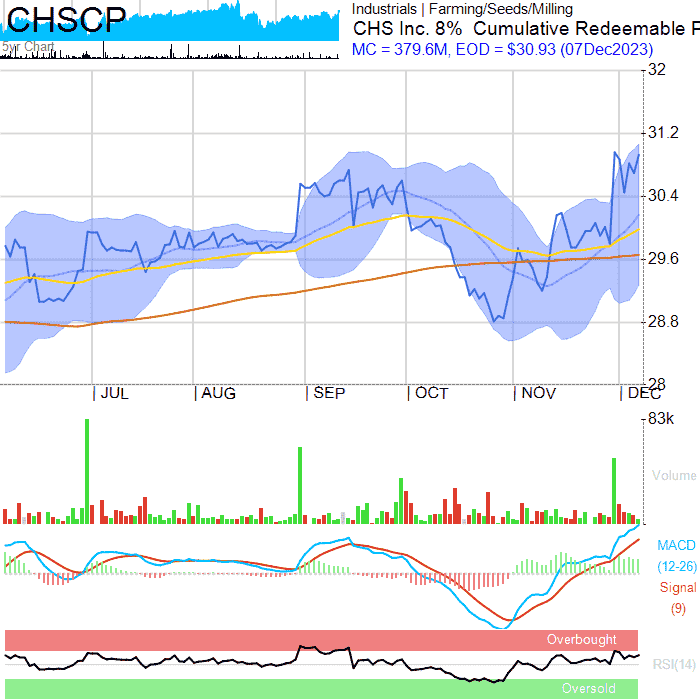 CHSCP
5yr Chart
Industrials | Farming/Seeds/Milling
CHS Inc. 8%  Cumulative Redeemable P
MC = 379.6M, EOD = $30.93 (07Dec2023)
32
31.2
30.4
29.6
28.8
28
JUL
AUG
SEP
OCT
NOV
DEC
83k
Volume
MACD
(12-26)
Signal
(9)
Overbought
RSI(14)
Oversold